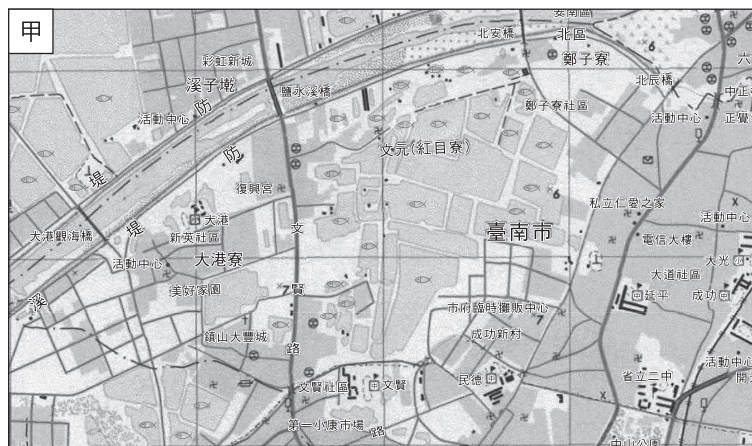 甲
安南區
北安橋
北區
鄭子寮
六
彩虹新城
溪子墘
鹽水溪橋
北辰橋
中正
鄭子寮社區
活動中心
防
活動中心
正覺
文元(紅目寮)
防
堤
復興宮
私立仁愛之家
大港
文
臺南市
活動中心
堤
大港觀海橋
新英社區
電信大樓
大光
活動中心
大港寮
大道社區
溪
美好家園
賢
延平
成功
市府臨時攤販中心
鎮山大豐城
成功新村
路
活動中心
省立二中
文賢社區
文賢
民德
開
第一小康市場
路
中山公園
6
6
7
7